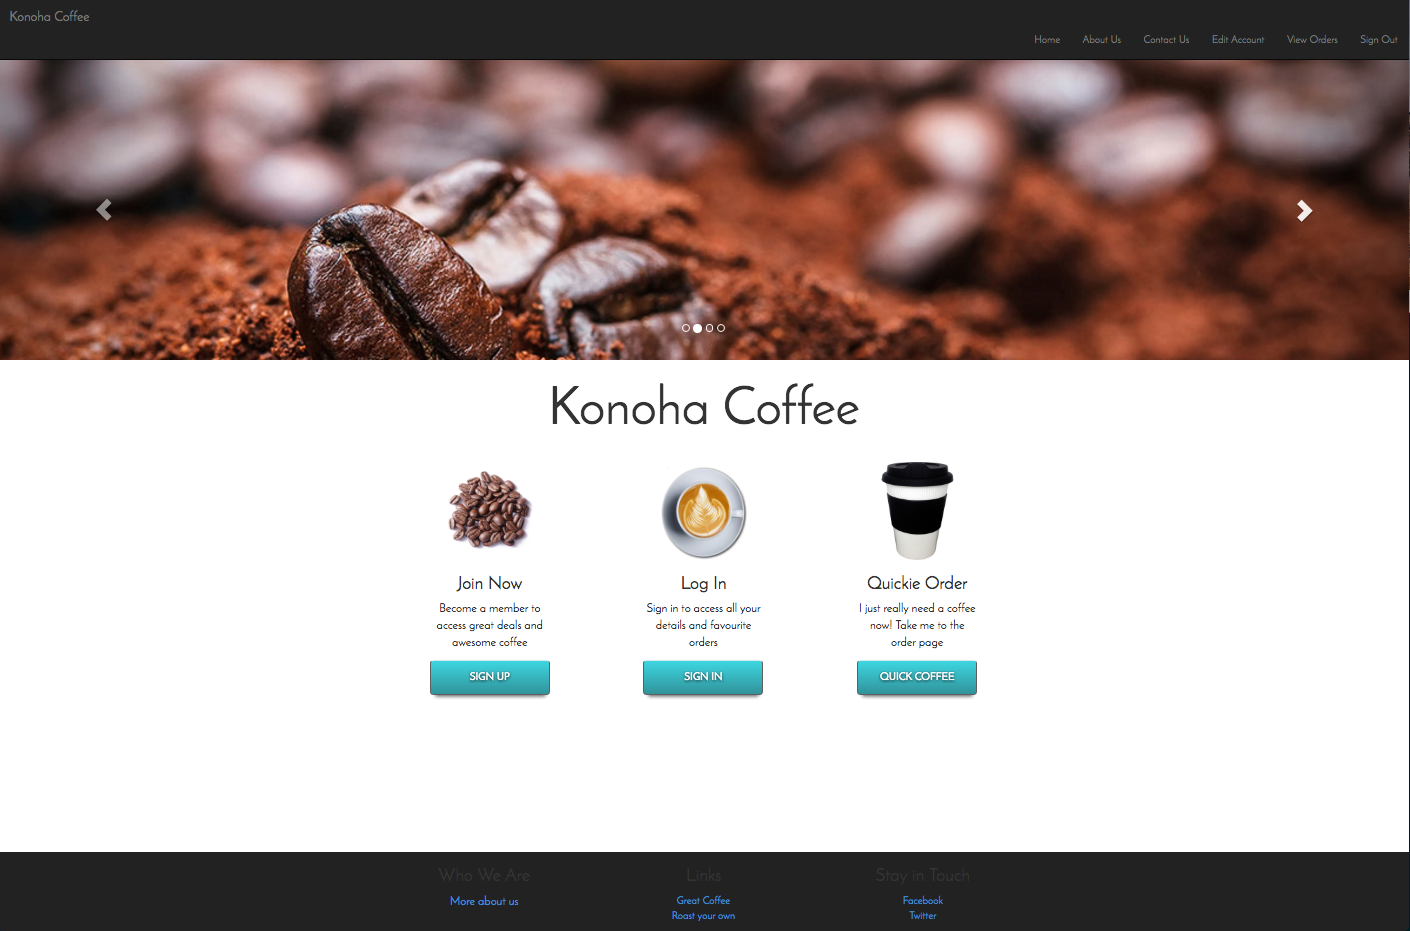 Konoha Coffee
Home About Us Contact Us Edit Account View Orders Sign Out
Konoha Coffee
Join Now
Become a member to
access great deals and
awesome coffee
SIGN UP
Log In
Sign in to access all your
details and favourite
orders
SIGN IN
Quickie Order
I just really need a coffee
now! Take me to the
order page
QUICK COFFEE
Who We Are
More about us
Links
Great Coffee
Roast your own
Stay in Touch
Facebook
Twitter